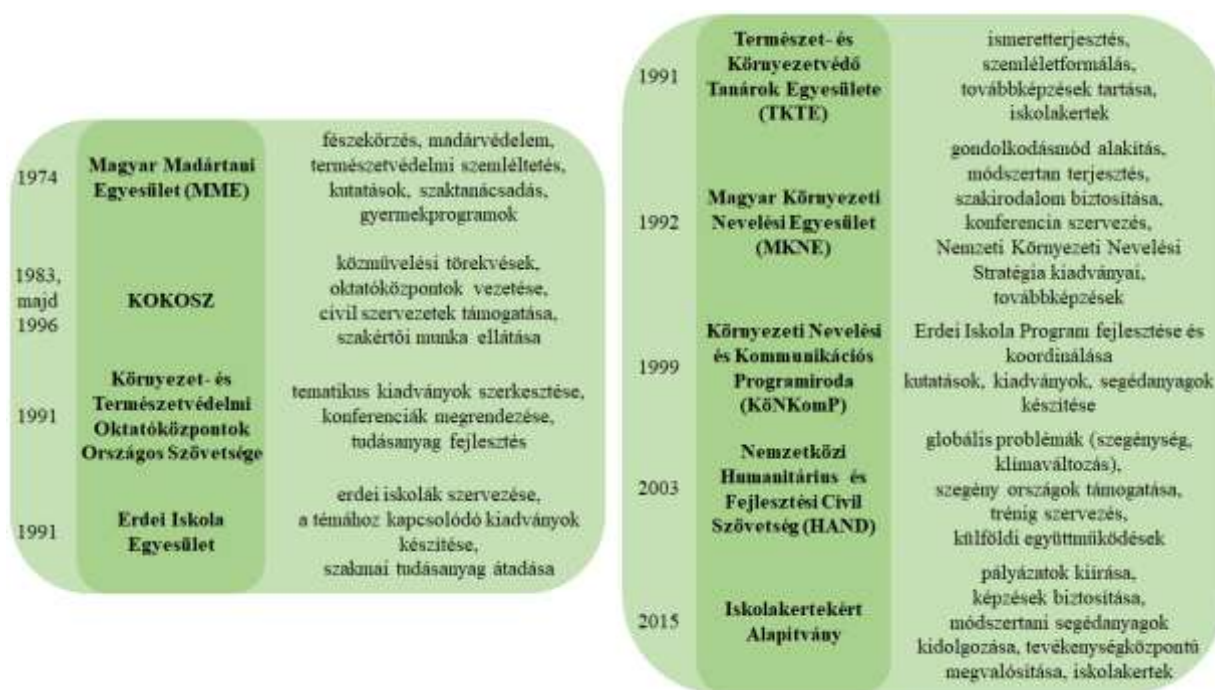 1974
Magyar Madártani
Egyesület (MME)
fészekőrzés, madárvédelem,
természetvédelmi szemléltetés,
kutatások, szaktanácsadás,
gyermekprogramok
1983,
majd
1996
KOKOSZ
közművelési törekvések,
oktatóközpontok vezetése,
civil szervezetek támogatása,
szakértői munka ellátása
1991
Környezet- és
Természetvédelmi
Oktatóközpontok
Országos Szövetsége
tematikus kiadványok szerkesztése,
konferenciák megrendezése,
tudásanyag fejlesztés
1991
Erdei Iskola
Egyesület
erdei iskolák szervezése,
a témához kapcsolódó kiadványok
készítése,
szakmai tudásanyag átadása
1991
Természet- és
Környezetvédő
Tanárok Egyesülete
(TKTE)
ismeretterjesztés,
szemléletformálás,
továbbképzések tartása,
iskolakertek
1992
Magyar Környezeti
Nevelési Egyesület
(MKNE)
gondolkodásmód alakítás,
módszertan terjesztés,
szakirodalom biztosítása,
konferencia szervezés,
Nemzeti Környezeti Nevelési
Stratégia kiadványai,
továbbképzések
1999
Környezeti Nevelési
és Kommunikációs
Programiroda
(KöNKomP)
Erdei Iskola Program fejlesztése és
koordinálása
kutatások, kiadványok, segédanyagok
készítése
2003
Nemzetközi
Humanitárius és
Fejlesztési Civil
Szövetség (HAND)
globális problémák (szegénység,
klímaváltozás),
szegény országok támogatása,
trénig szervezés,
külföldi együttműködések
2015
Iskolakertekért
Alapítvány
pályázatok kiírása,
képzések biztosítása,
módszertani segédanyagok
kidolgozása, tevékenységközpontú
megvalósítása, iskolakertek